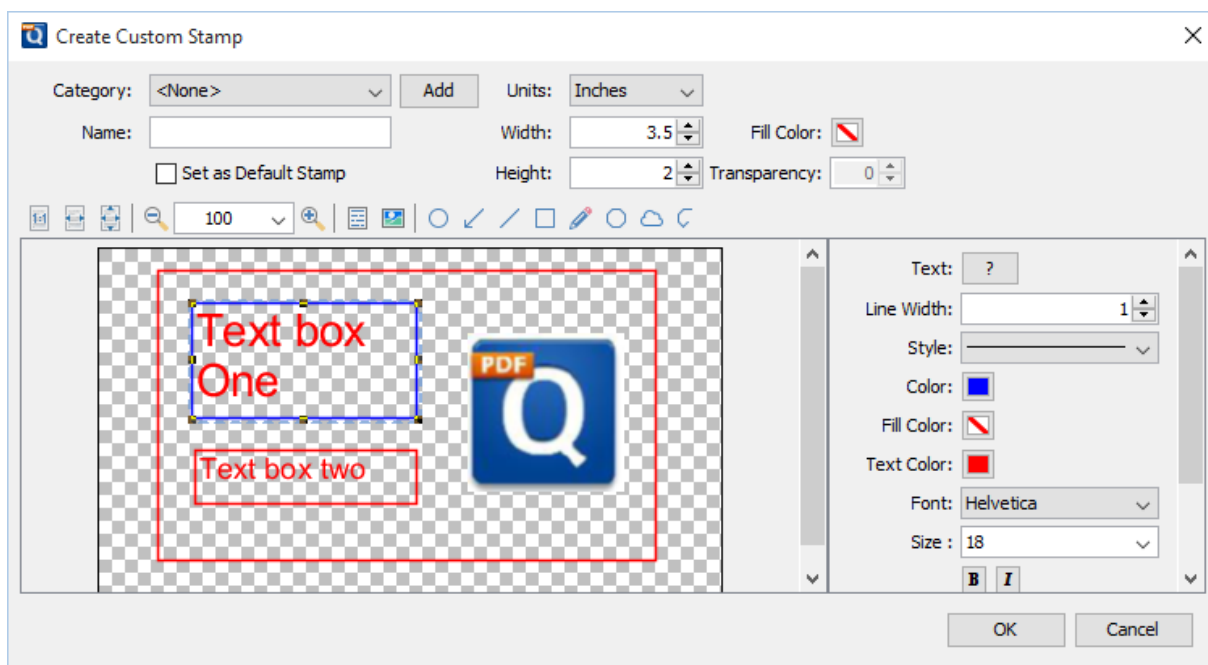 Create Custom Stamp
Category: <None> Add Units: Inches
Name: Width: 3.5 Fill Color:
Set as Default Stamp Height: 2 Transparency: 0
1:1 100
Text: ?
Line Width: 1
Style:
Color:
Fill Color:
Text Color:
Font: Helvetica
Size : 18
B I
Text box
One
Text box two
PDF
Q
OK Cancel